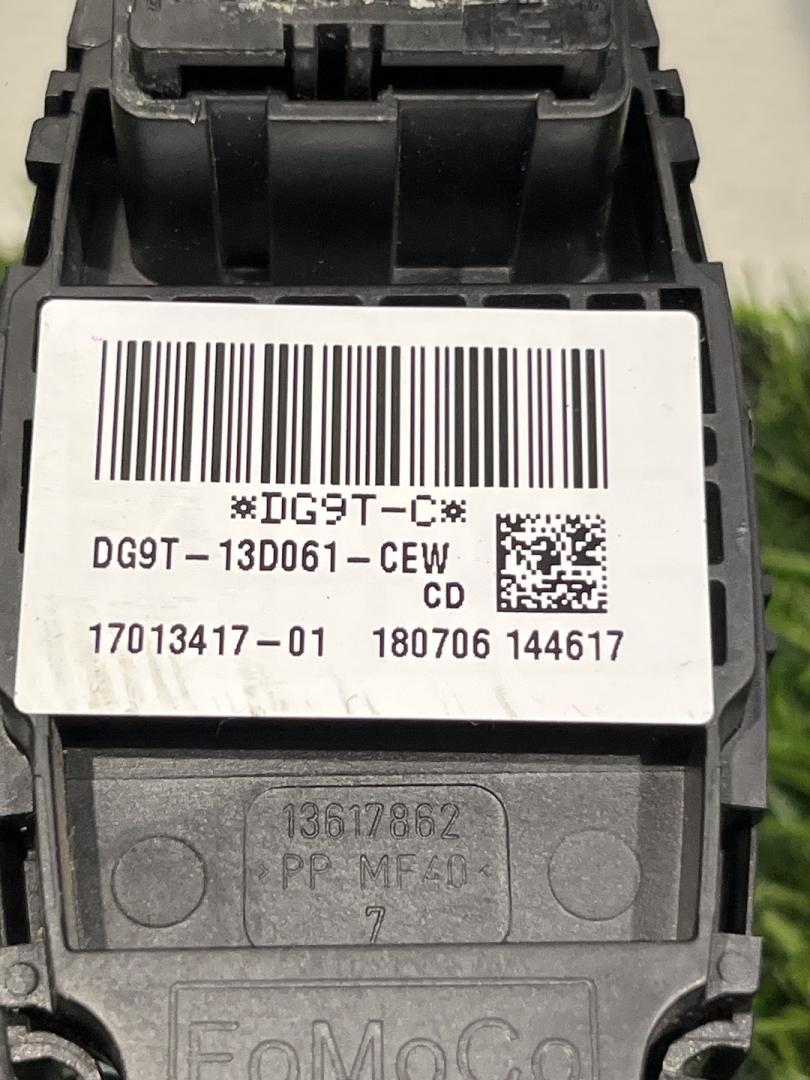 *DG9T-C*
DG9T-13D061-CEW
CD
17013417-01 180706 144617
13617862
>PP MF40<
7
FoMoCo